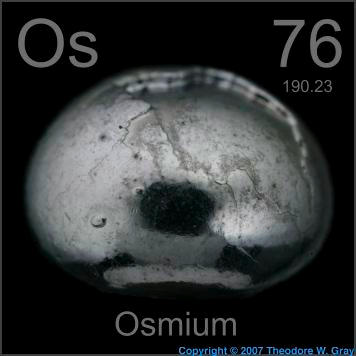 Os 76
190.23
Osmium
Copyright © 2007 Theodore W. Gray